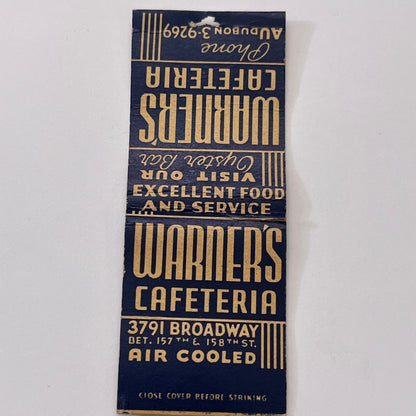 Phone
AUDUBON 3-9269
WARNER'S
CAFETERIA
VISIT OUR
Oyster Bar
EXCELLENT FOOD
AND SERVICE
WARNER'S
CAFETERIA
3791 BROADWAY
BET. 157TH & 158TH ST.
AIR COOLED
CLOSE COVER BEFORE STRIKING